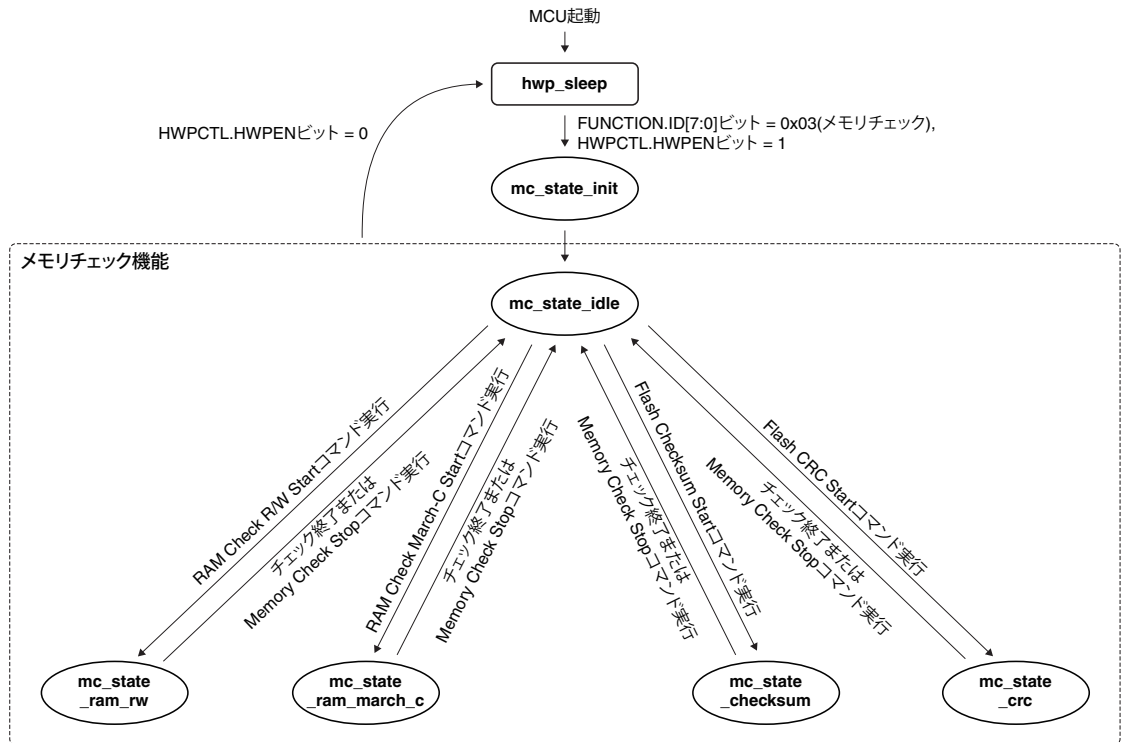 MCU起動
hwp_sleep
HWPCTL.HWPENビット = 0
FUNCTION.ID[7:0]ビット = 0x03(メモリチェック),
HWPCTL.HWPENビット = 1
mc_state_init
メモリチェック機能
mc_state_idle
RAM Check R/W Startコマンド実行
チェック終了または
Memory Check Stopコマンド実行
RAM Check March-C Startコマンド実行
チェック終了または
Memory Check Stopコマンド実行
Flash Checksum Startコマンド実行
チェック終了または
Memory Check Stopコマンド実行
Flash CRC Startコマンド実行
チェック終了または
Memory Check Stopコマンド実行
mc_state
_ram_rw
mc_state
_ram_march_c
mc_state
_checksum
mc_state
_crc